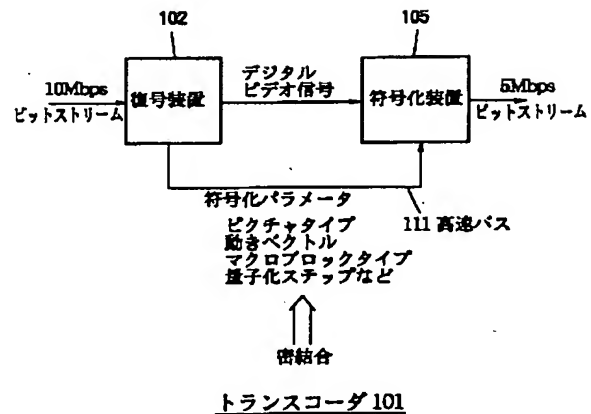 102
105
10Mbps
ビットストリーム
復号装置
デジタル
ビデオ信号
符号化装置
5Mbps
ビットストリーム
符号化パラメータ
111 高速バス
ピクチャタイプ
動きベクトル
マクロブロックタイプ
量子化ステップなど
密結合
トランスコーダ 101